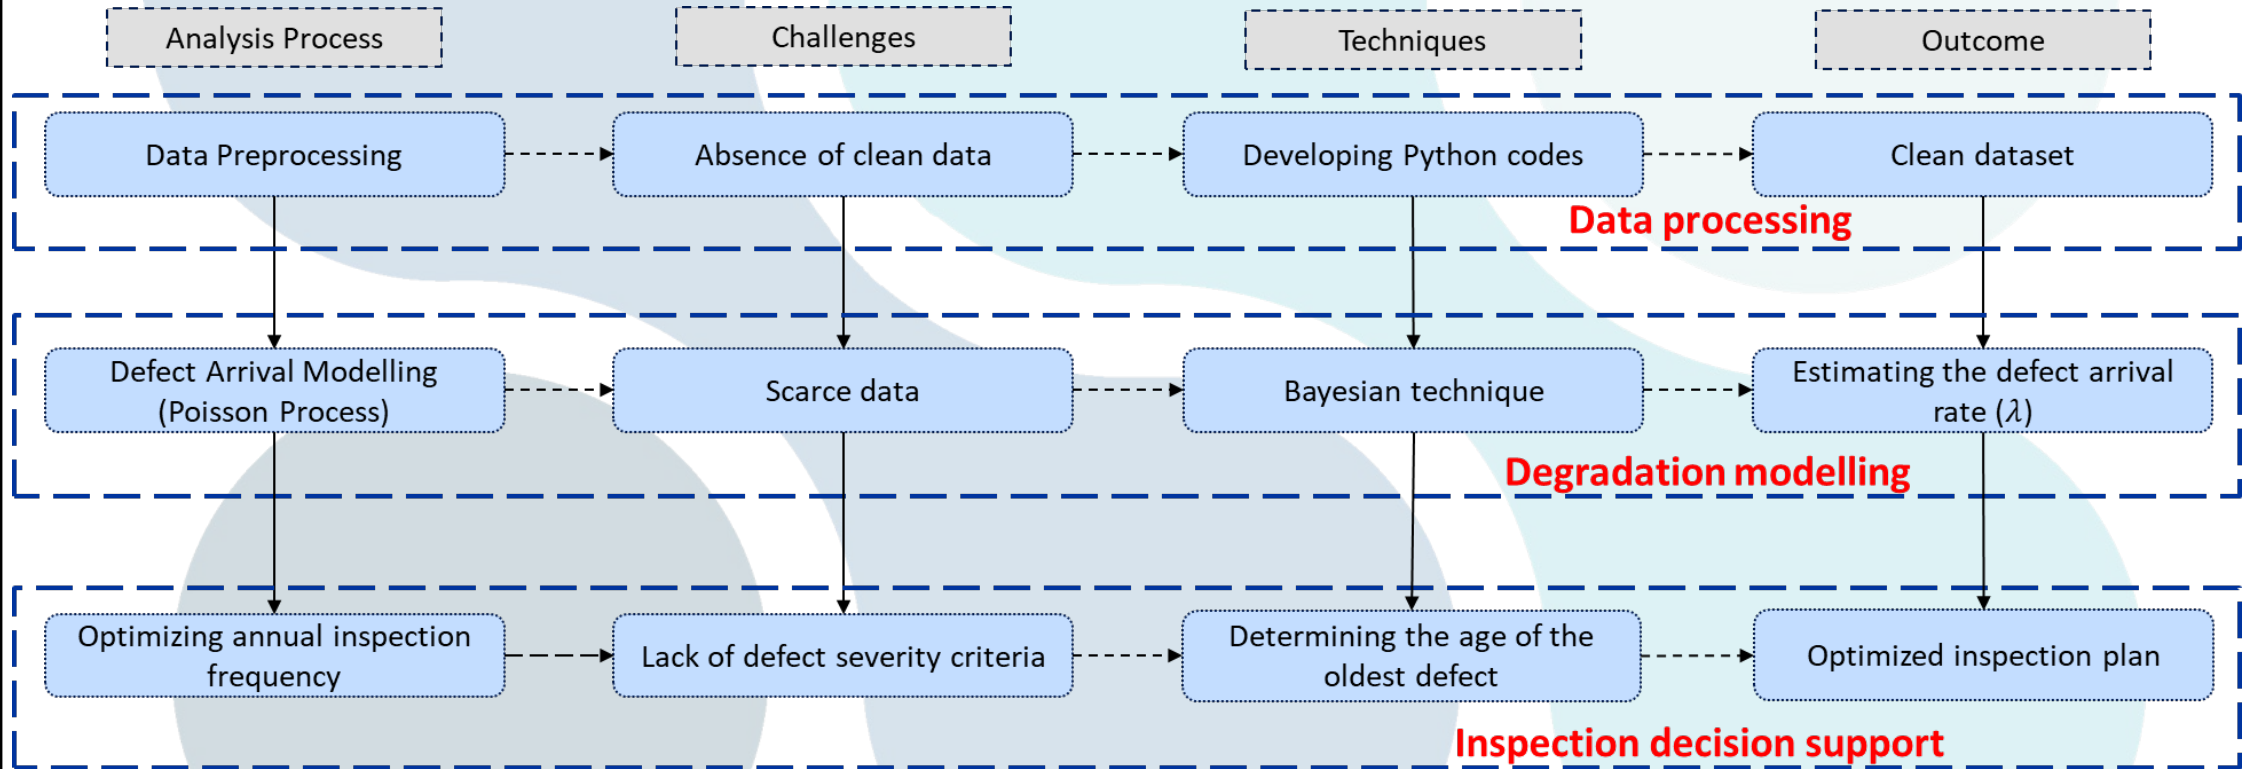 Analysis Process
Challenges
Techniques
Outcome
Data Preprocessing
Absence of clean data
Developing Python codes
Clean dataset
Data processing
Defect Arrival Modelling
(Poisson Process)
Scarce data
Bayesian technique
Estimating the defect arrival
rate (λ)
Degradation modelling
Optimizing annual inspection
frequency
Lack of defect severity criteria
Determining the age of the
oldest defect
Optimized inspection plan
Inspection decision support